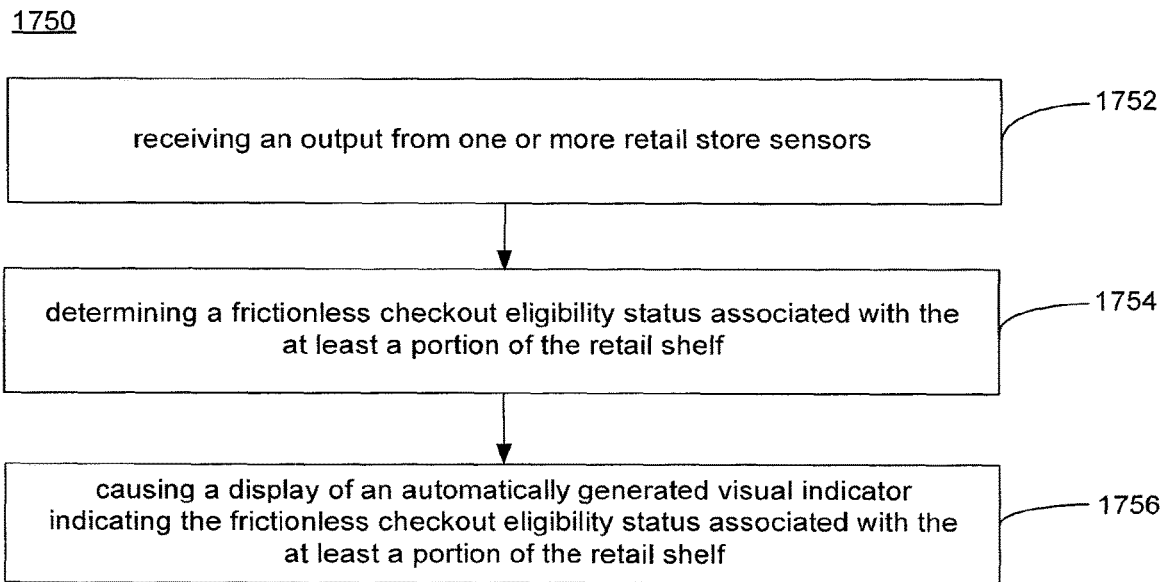 1750
receiving an output from one or more retail store sensors
1752
determining a frictionless checkout eligibility status associated with the
at least a portion of the retail shelf
1754
causing a display of an automatically generated visual indicator
indicating the frictionless checkout eligibility status associated with the
at least a portion of the retail shelf
1756